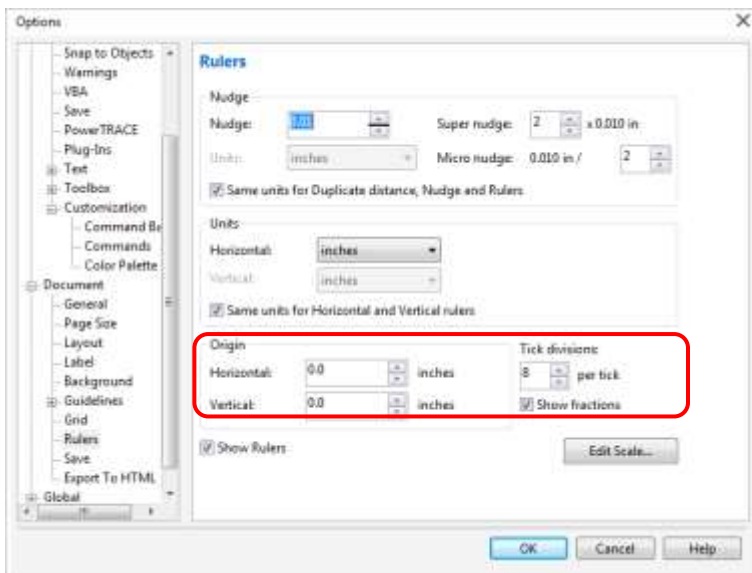 Options
Snap to Objects
Warnings
VBA
Save
PowerTRACE
Plug-Ins
Text
Toolbox
Customization
Command Ba
Commands
Color Palette
Document
General
Page Size
Layout
Label
Background
Guidelines
Grid
Rulers
Save
Export To HTML
Global
Rulers
Nudge
Nudge: Super nudge: 2 x 0.010 in
Units: inches Micro nudge: 0.010 in / 2
Same units for Duplicate distance, Nudge and Rulers
Units
Horizontal: inches
Vertical: inches
Same units for Horizontal and Vertical rulers
Origin Tick divisions:
Horizontal: 0.0 inches 8 per tick
Vertical: 0.0 inches Show fractions
Show Rulers Edit Scale...
OK Cancel Help